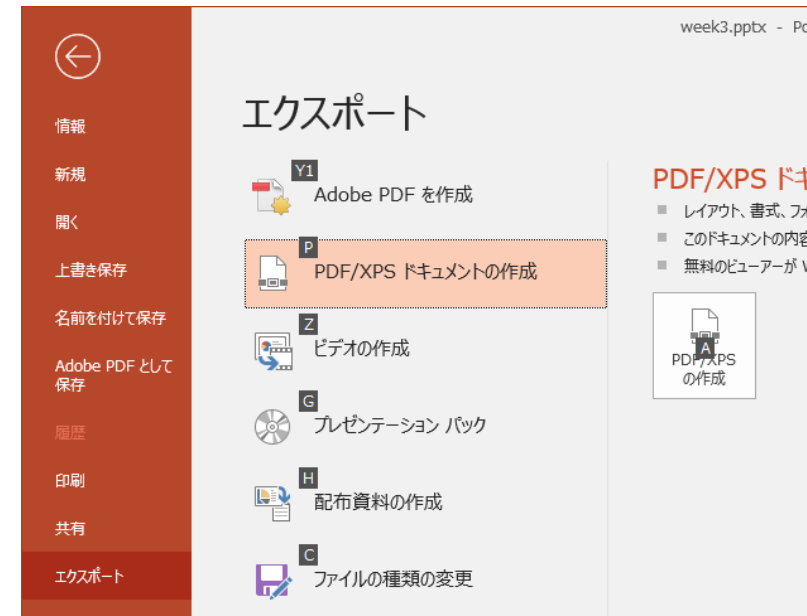 week3.pptx - Po
情報
新規
開く
上書き保存
名前を付けて保存
Adobe PDF として
保存
履歴
印刷
共有
エクスポート
エクスポート
Y1
Adobe PDF を作成
P
PDF/XPS ドキュメントの作成
Z
ビデオの作成
G
プレゼンテーション パック
H
配布資料の作成
C
ファイルの種類の変更
PDF/XPS ドキ
レイアウト、書式、フォ
このドキュメントの内容
無料のビューアーが W
A
PDF/XPS
の作成